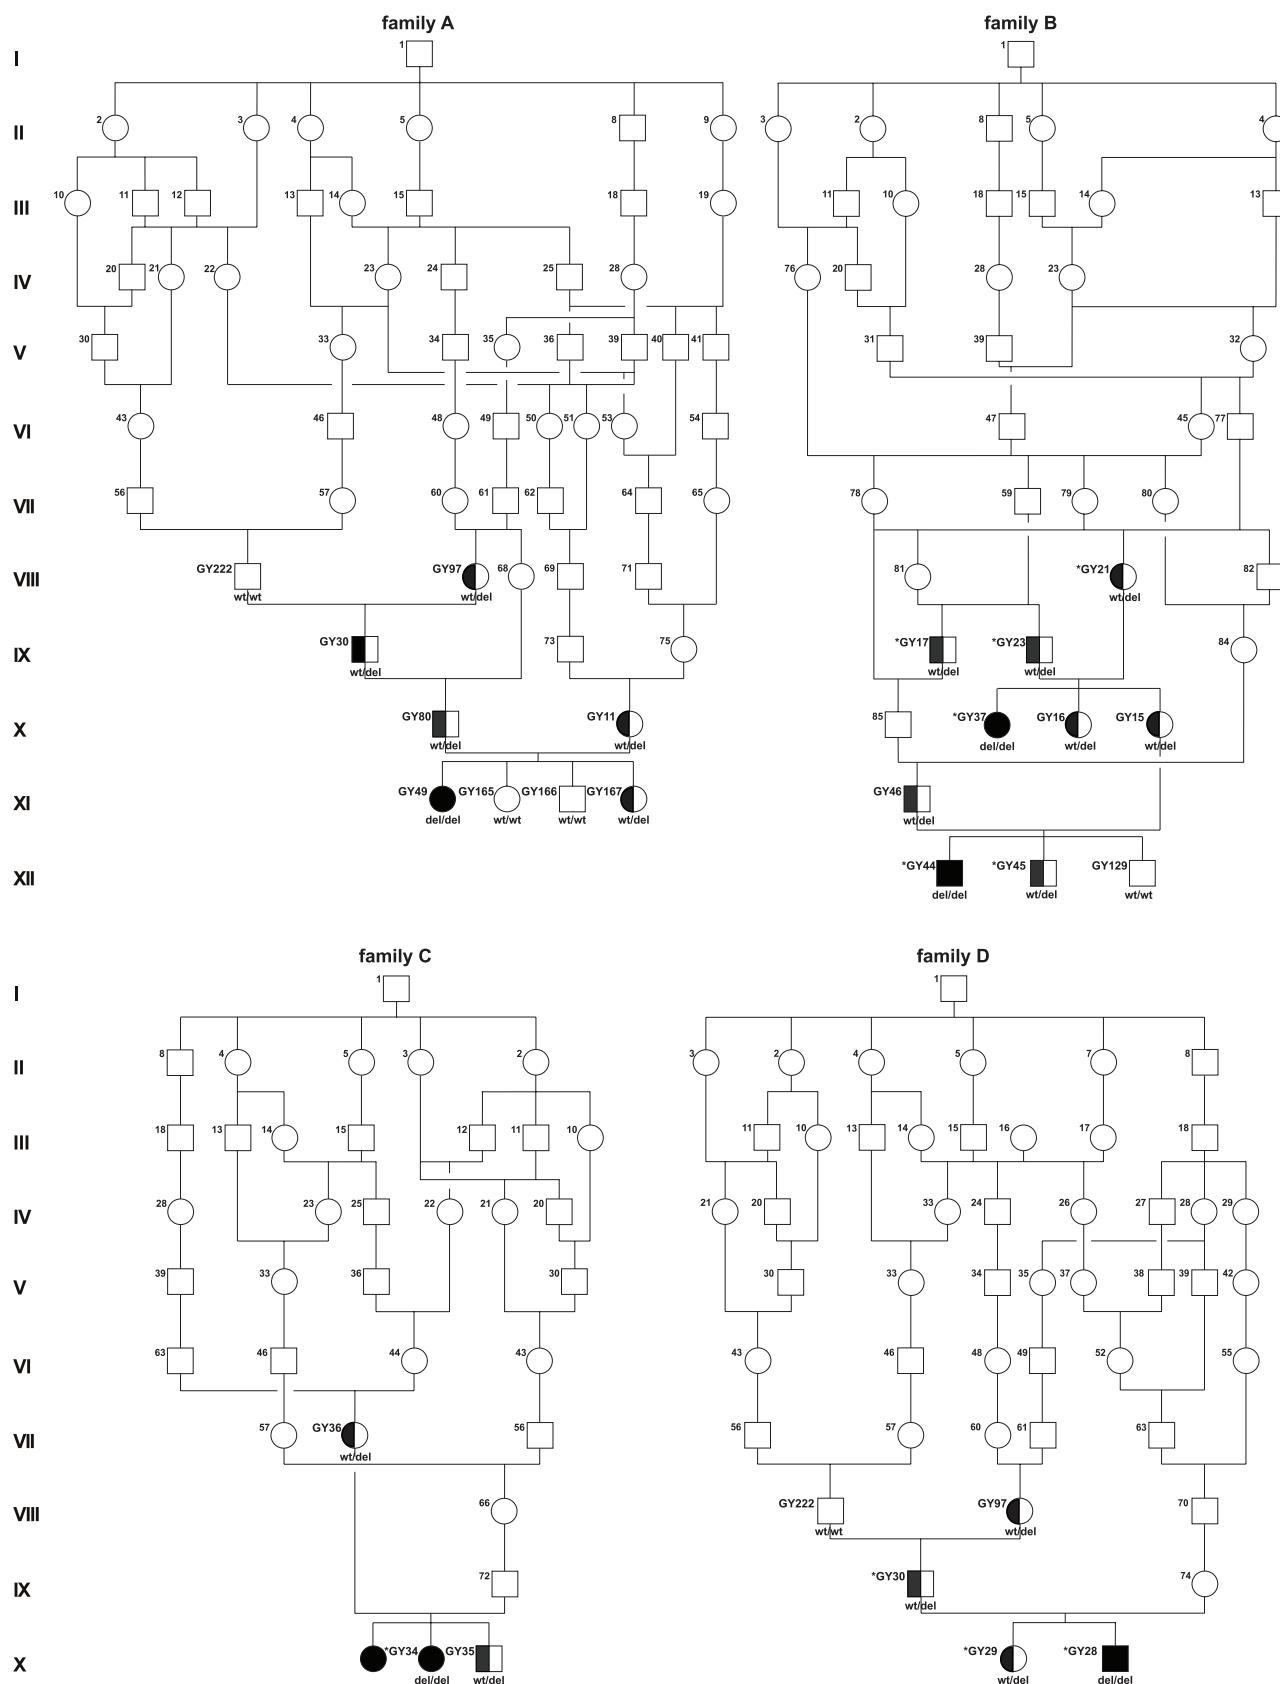 family A family B
I 1 1
II 2 3 4 5 8 9 3 2 8 5 4
III 10 11 12 13 14 15 18 19 11 10 18 15 14 13
IV 20 21 22 23 24 25 28 76 20 28 23
V 30 33 34 35 36 39 40 41 31 39 32
VI 43 46 48 49 50 51 53 54 47 45 77
VII 56 57 60 61 62 64 65 78 59 79 80
VIII GY222 GY97 68 69 71 81 *GY21 82
wt/wt wt/del wt/del
IX GY30 73 75 *GY17 *GY23 84
wt/del wt/del wt/del
X GY80 GY11 85 *GY37 GY16 GY15
wt/del wt/del del/del wt/del wt/del
XI GY49 GY165 GY166 GY167 GY46
del/del wt/wt wt/wt wt/del wt/del
XII *GY44 *GY45 GY129
del/del wt/del wt/wt
family C family D
I 1 1
II 8 4 5 3 2 3 2 4 5 7 8
III 18 13 14 15 12 11 10 11 10 13 14 15 16 17 18
IV 28 23 25 22 21 20 21 20 33 24 26 27 28 29
V 39 33 36 30 30 33 34 35 37 38 39 42
VI 63 46 44 43 43 46 48 49 52 55
VII 57 GY36 56 56 57 60 61 63
wt/del
VIII 66 GY222 GY97 70
wt/wt wt/del
IX 72 *GY30 74
wt/del
X *GY34 GY35 *GY29 *GY28
del/del wt/del wt/del del/del